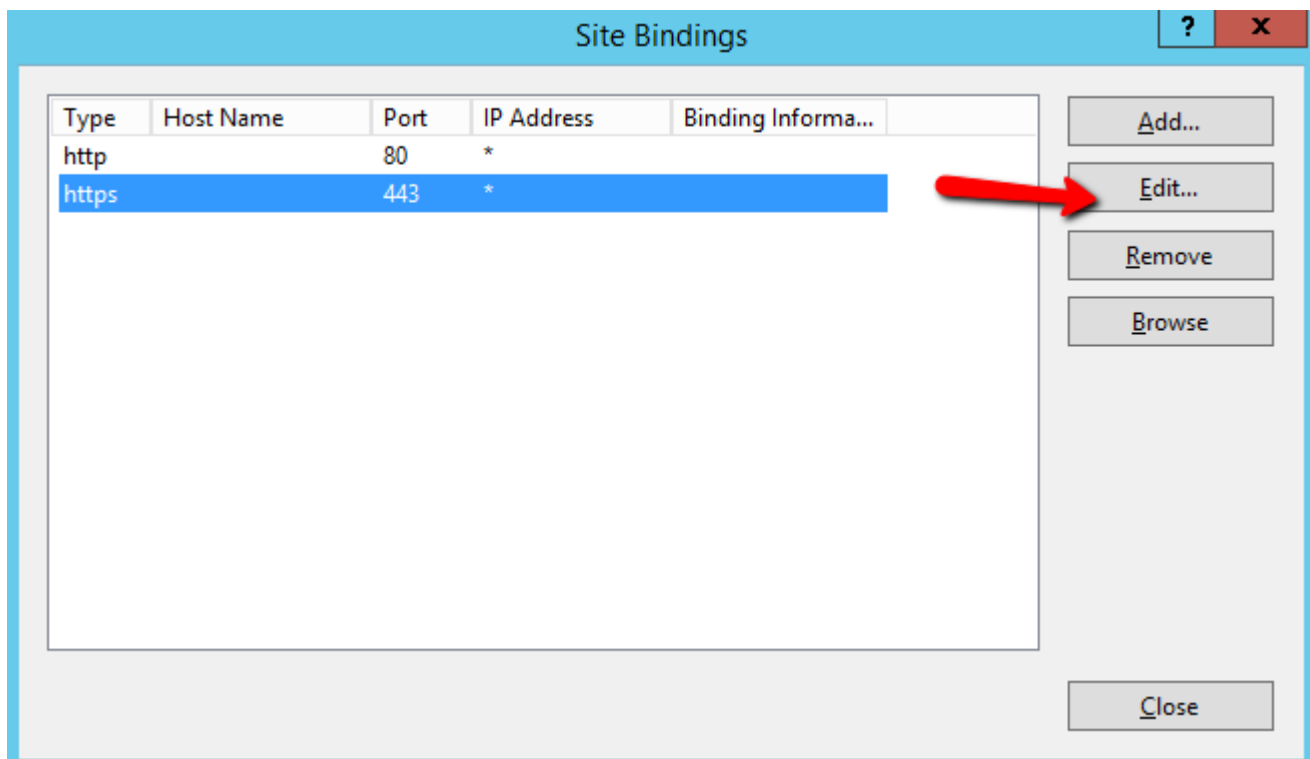 Site Bindings
? x
Type Host Name Port IP Address Binding Informa...
http 80 *
https 443 *
Add...
Edit...
Remove
Browse
Close